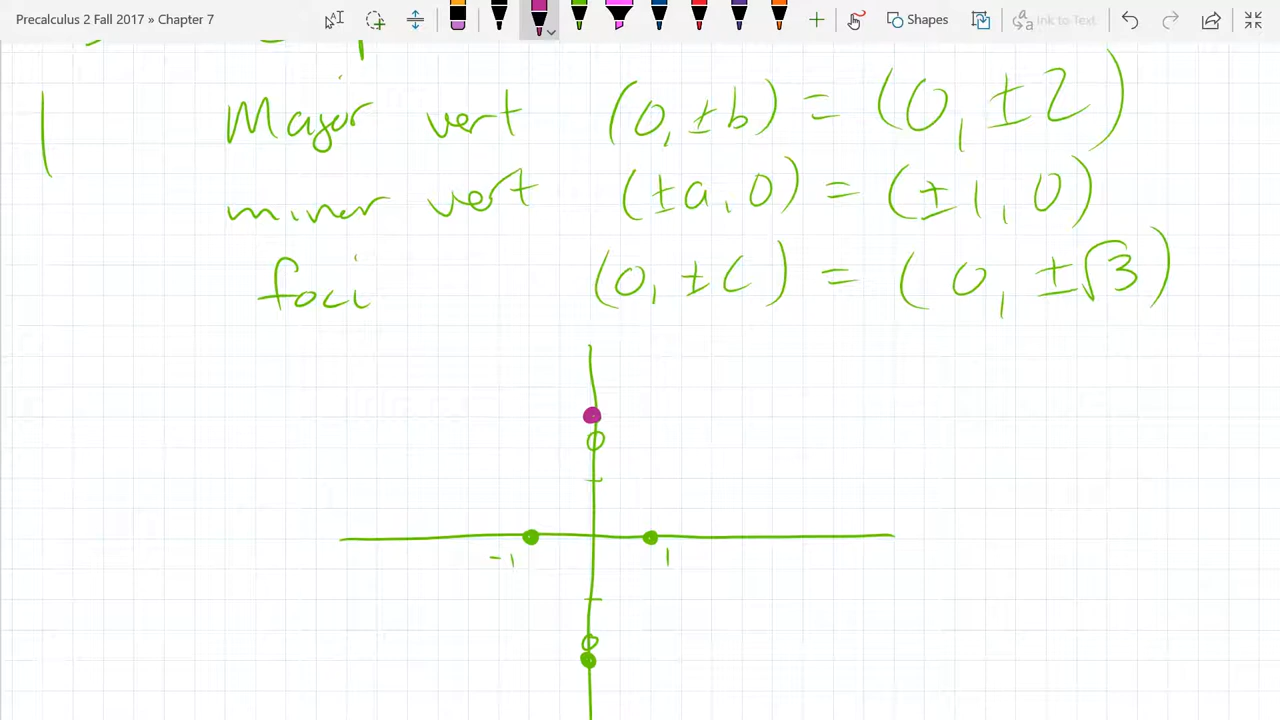 Precalculus 2 Fall 2017 » Chapter 7
Shapes
Ink to Text
Major vert (0, ±b) = (0, ±2)
minor vert (±a, 0) = (±1, 0)
foci (0, ±c) = (0, ±√3)
-1 1